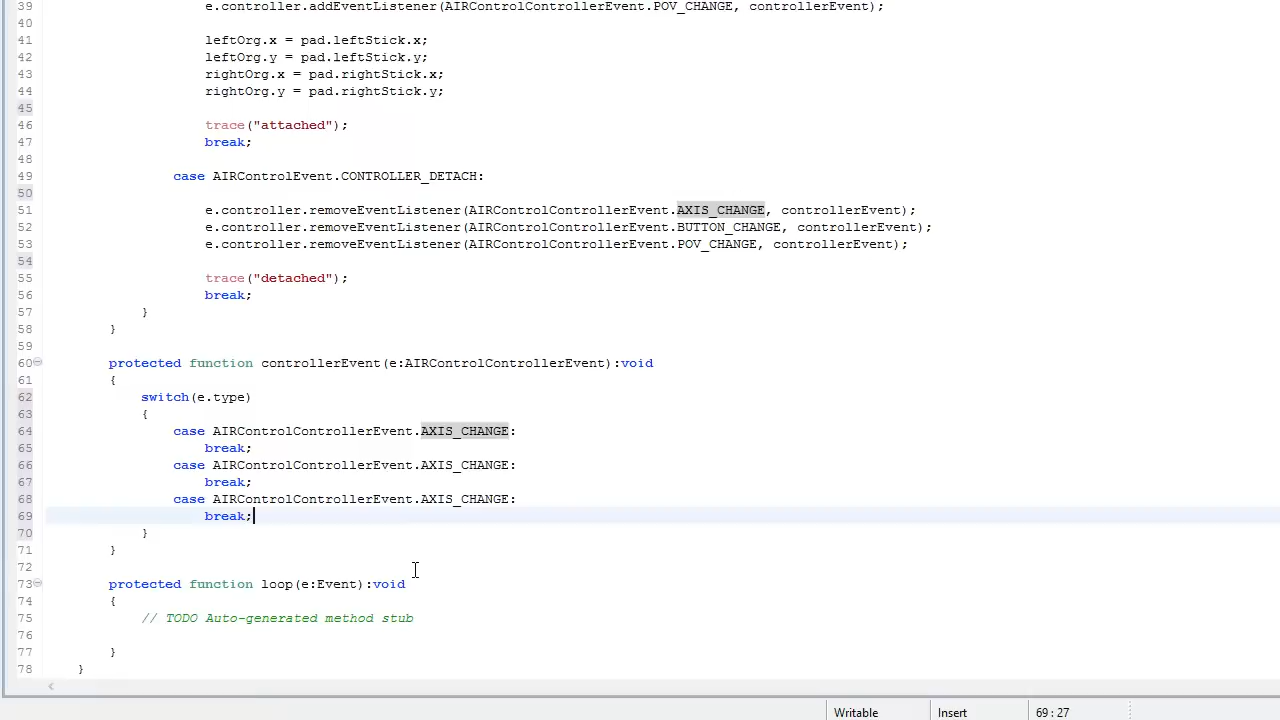 39 e.controller.addEventListener(AIRControlControllerEvent.POV_CHANGE, controllerEvent);
40
41 leftOrg.x = pad.leftStick.x;
42 leftOrg.y = pad.leftStick.y;
43 rightOrg.x = pad.rightStick.x;
44 rightOrg.y = pad.rightStick.y;
45
46 trace("attached");
47 break;
48
49 case AIRControlEvent.CONTROLLER_DETACH:
50
51 e.controller.removeEventListener(AIRControlControllerEvent.AXIS_CHANGE, controllerEvent);
52 e.controller.removeEventListener(AIRControlControllerEvent.BUTTON_CHANGE, controllerEvent);
53 e.controller.removeEventListener(AIRControlControllerEvent.POV_CHANGE, controllerEvent);
54
55 trace("detached");
56 break;
57 }
58 }
59
60 protected function controllerEvent(e:AIRControlControllerEvent):void
61 {
62 switch(e.type)
63 {
64 case AIRControlControllerEvent.AXIS_CHANGE:
65 break;
66 case AIRControlControllerEvent.AXIS_CHANGE:
67 break;
68 case AIRControlControllerEvent.AXIS_CHANGE:
69 break;
70 }
71 }
72
73 protected function loop(e:Event):void
74 {
75 // TODO Auto-generated method stub
76
77 }
78 }
Writable Insert 69 : 27